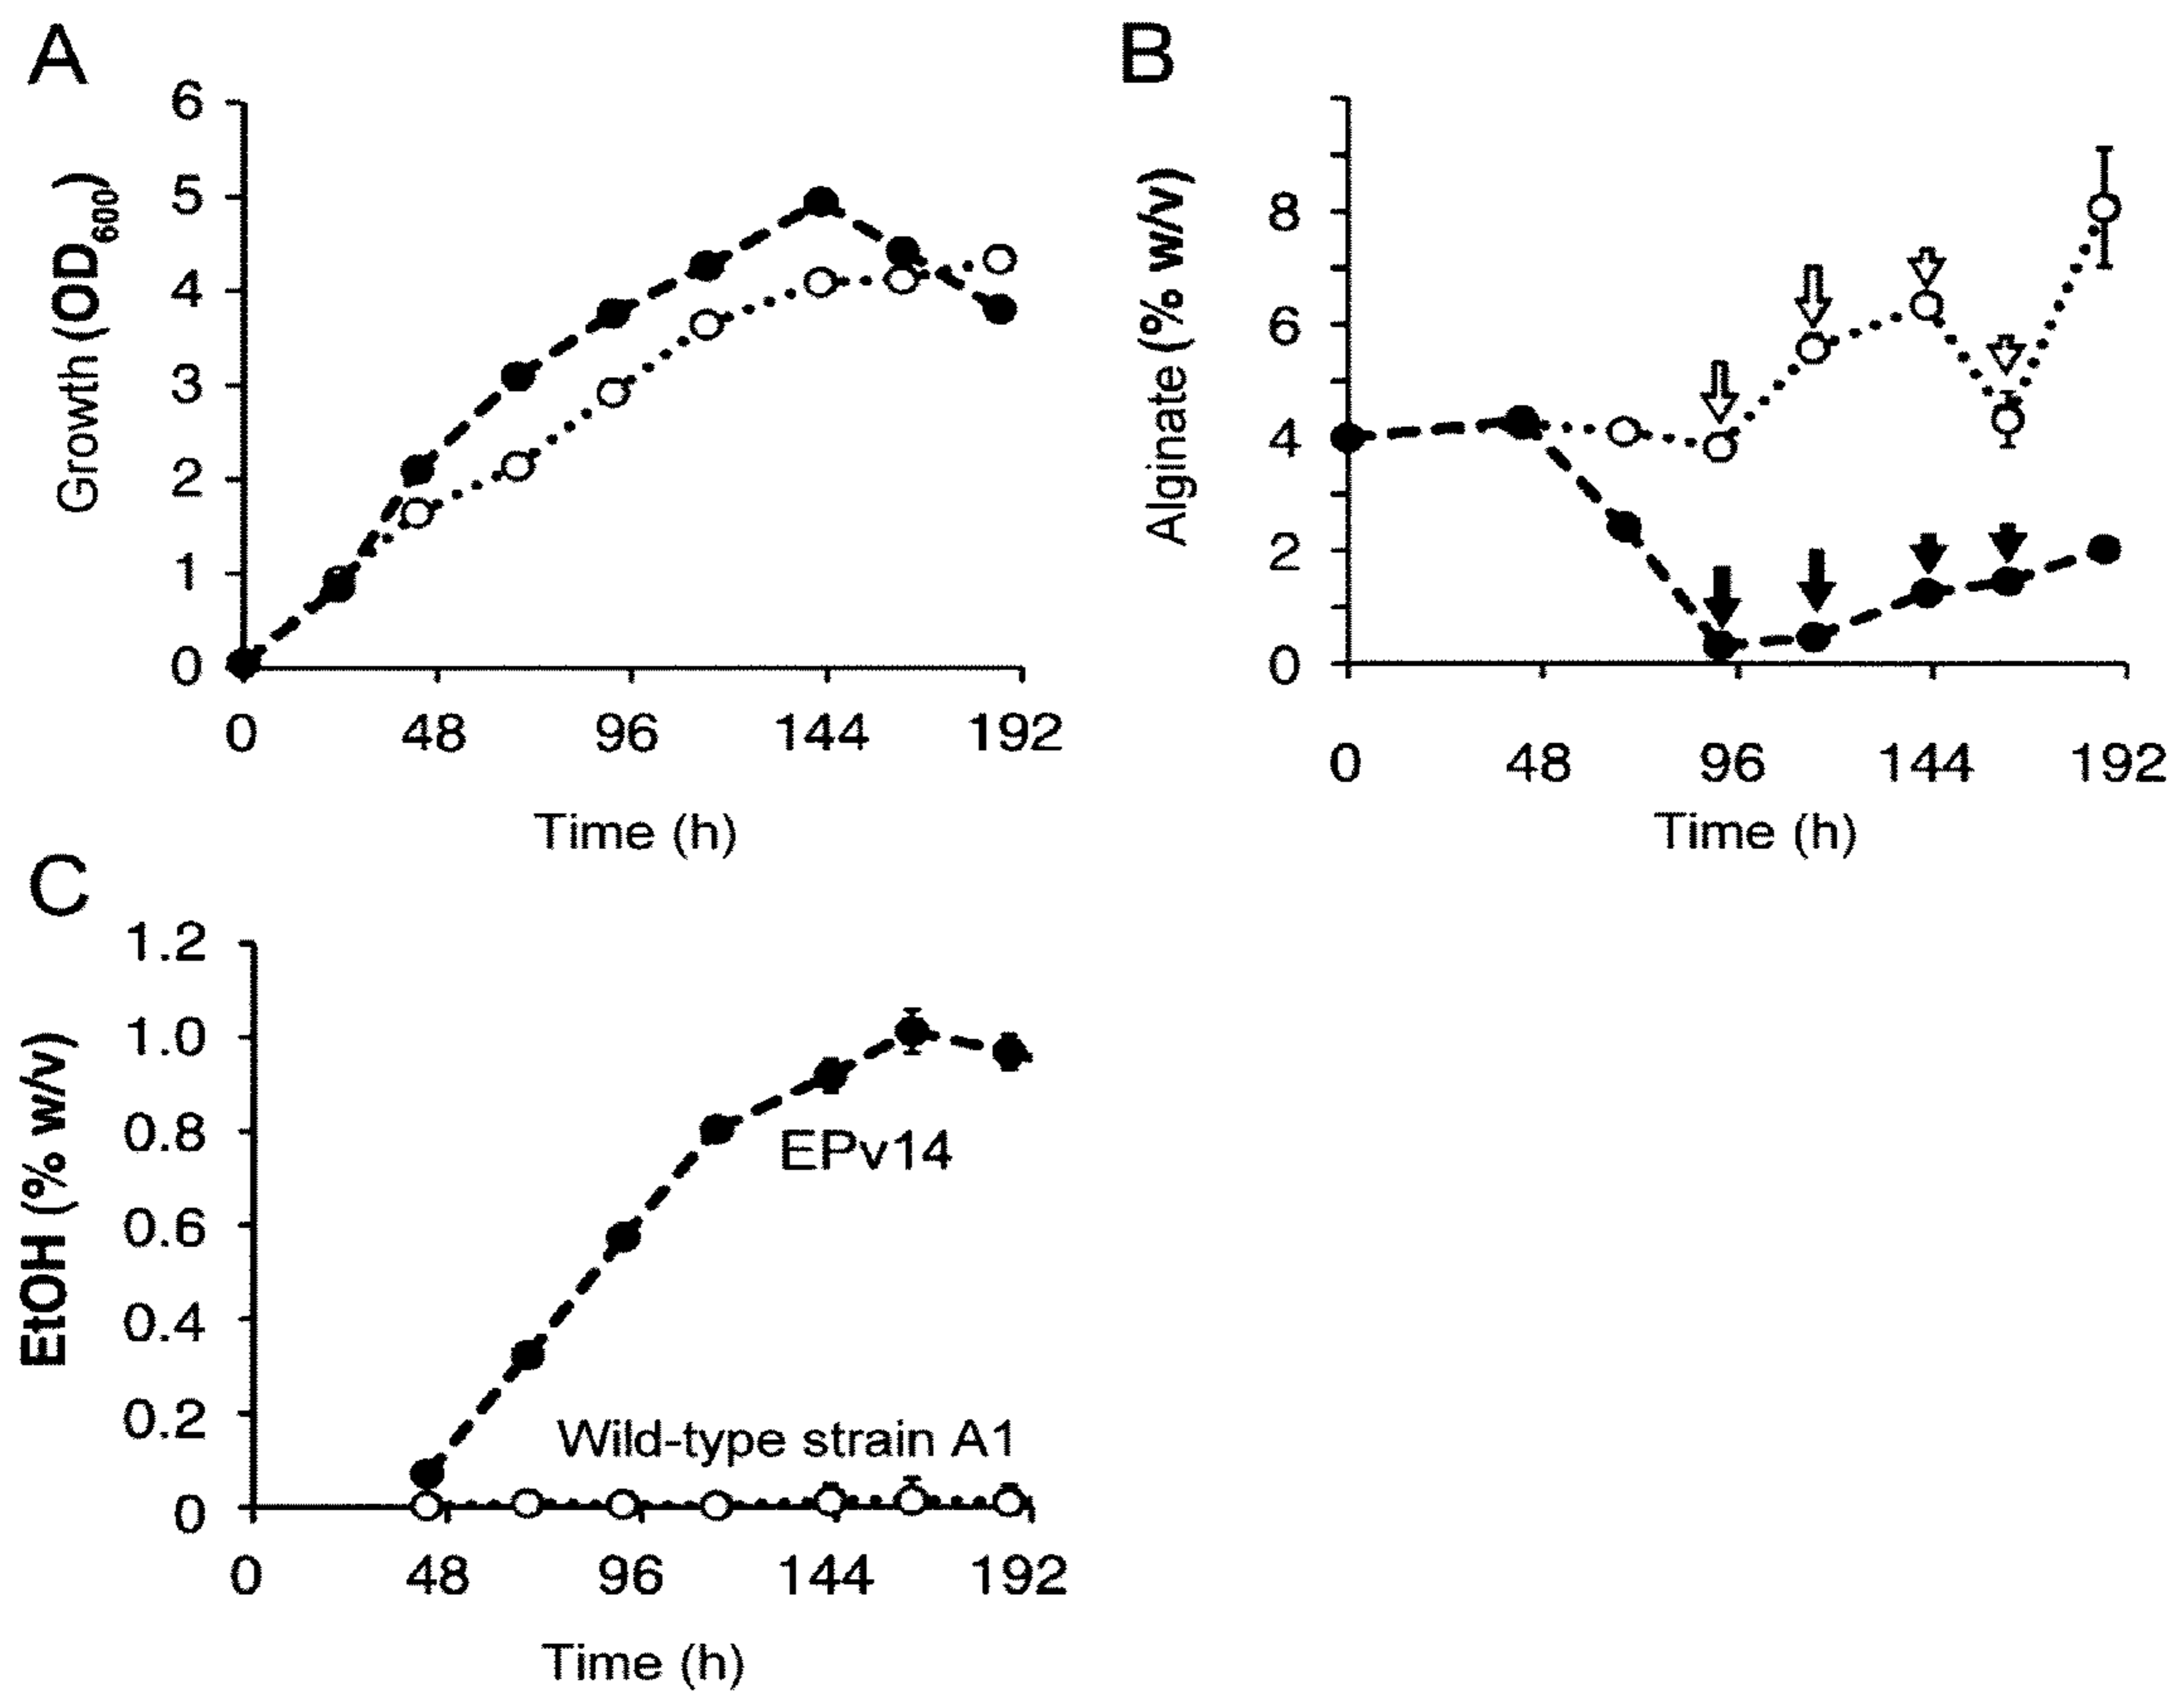 A
Growth (OD600)
6
5
4
3
2
1
0
0 48 96 144 192
Time (h)
B
Alginate (% w/v)
8
6
4
2
0
0 48 96 144 192
Time (h)
C
EtOH (% w/v)
1.2
1.0
0.8
0.6
0.4
0.2
0
EPv14
Wild-type strain A1
0 48 96 144 192
Time (h)